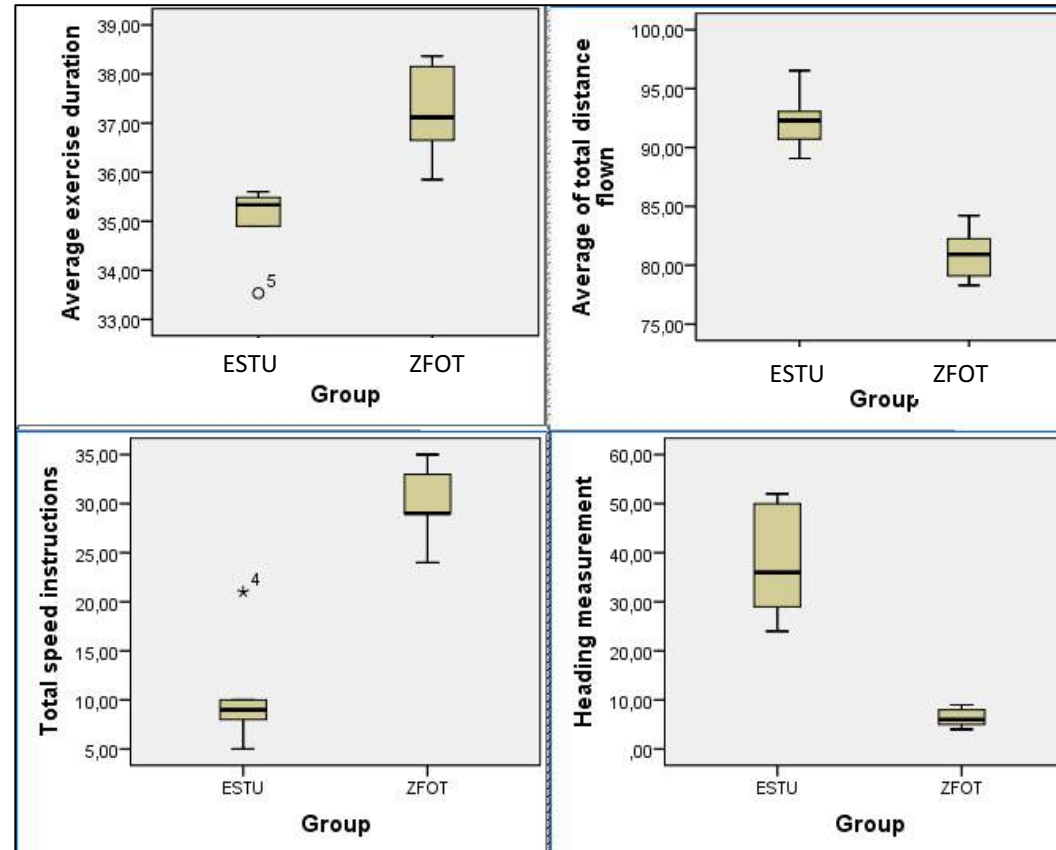 Average exercise duration
39,00
38,00
37,00
36,00
35,00
34,00
33,00
5
ESTU ZFOT
Group
Average of total distance
flown
100,00
95,00
90,00
85,00
80,00
75,00
ESTU ZFOT
Group
Total speed instructions
35,00
30,00
25,00
20,00
15,00
10,00
5,00
4
ESTU ZFOT
Group
Heading measurement
60,00
50,00
40,00
30,00
20,00
10,00
,00
ESTU ZFOT
Group